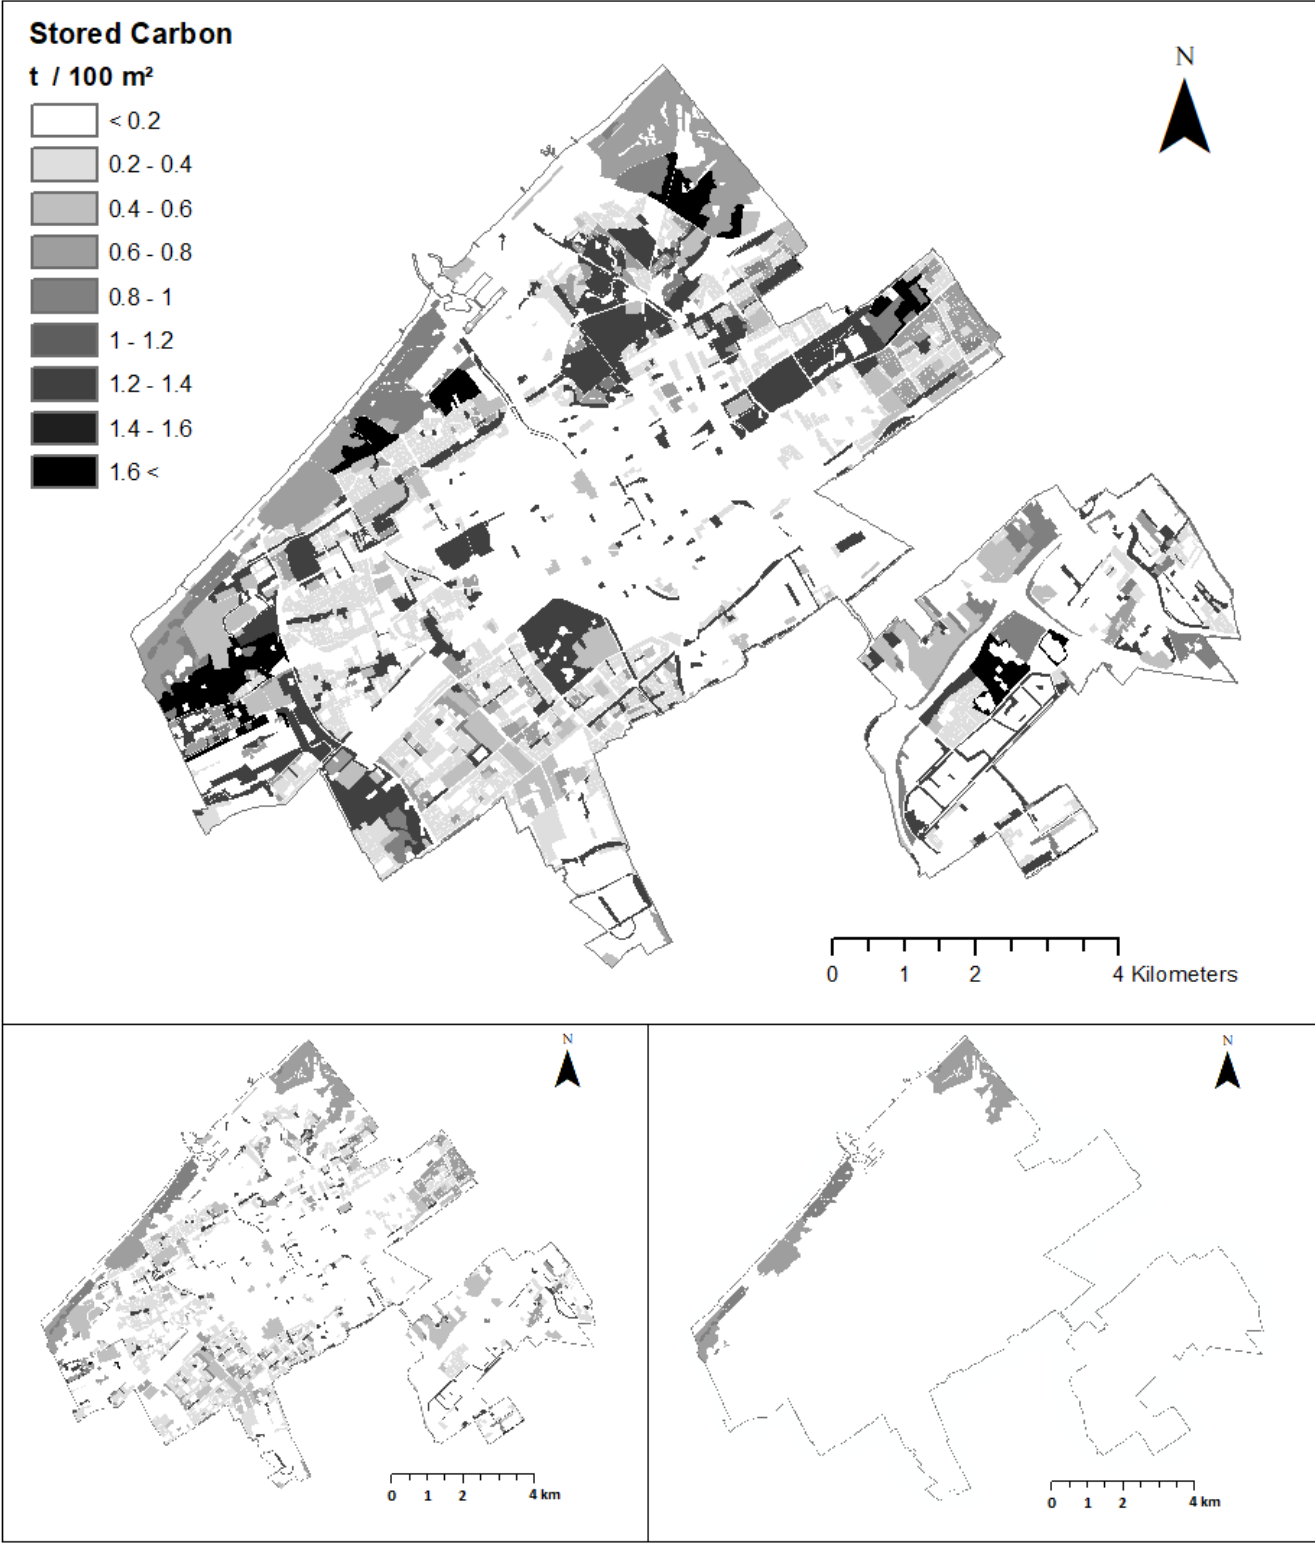 Stored Carbon
t / 100 m²
< 0.2
0.2 - 0.4
0.4 - 0.6
0.6 - 0.8
0.8 - 1
1 - 1.2
1.2 - 1.4
1.4 - 1.6
1.6 <
N
0 1 2 4 Kilometers
N
0 1 2 4 km
N
0 1 2 4 km